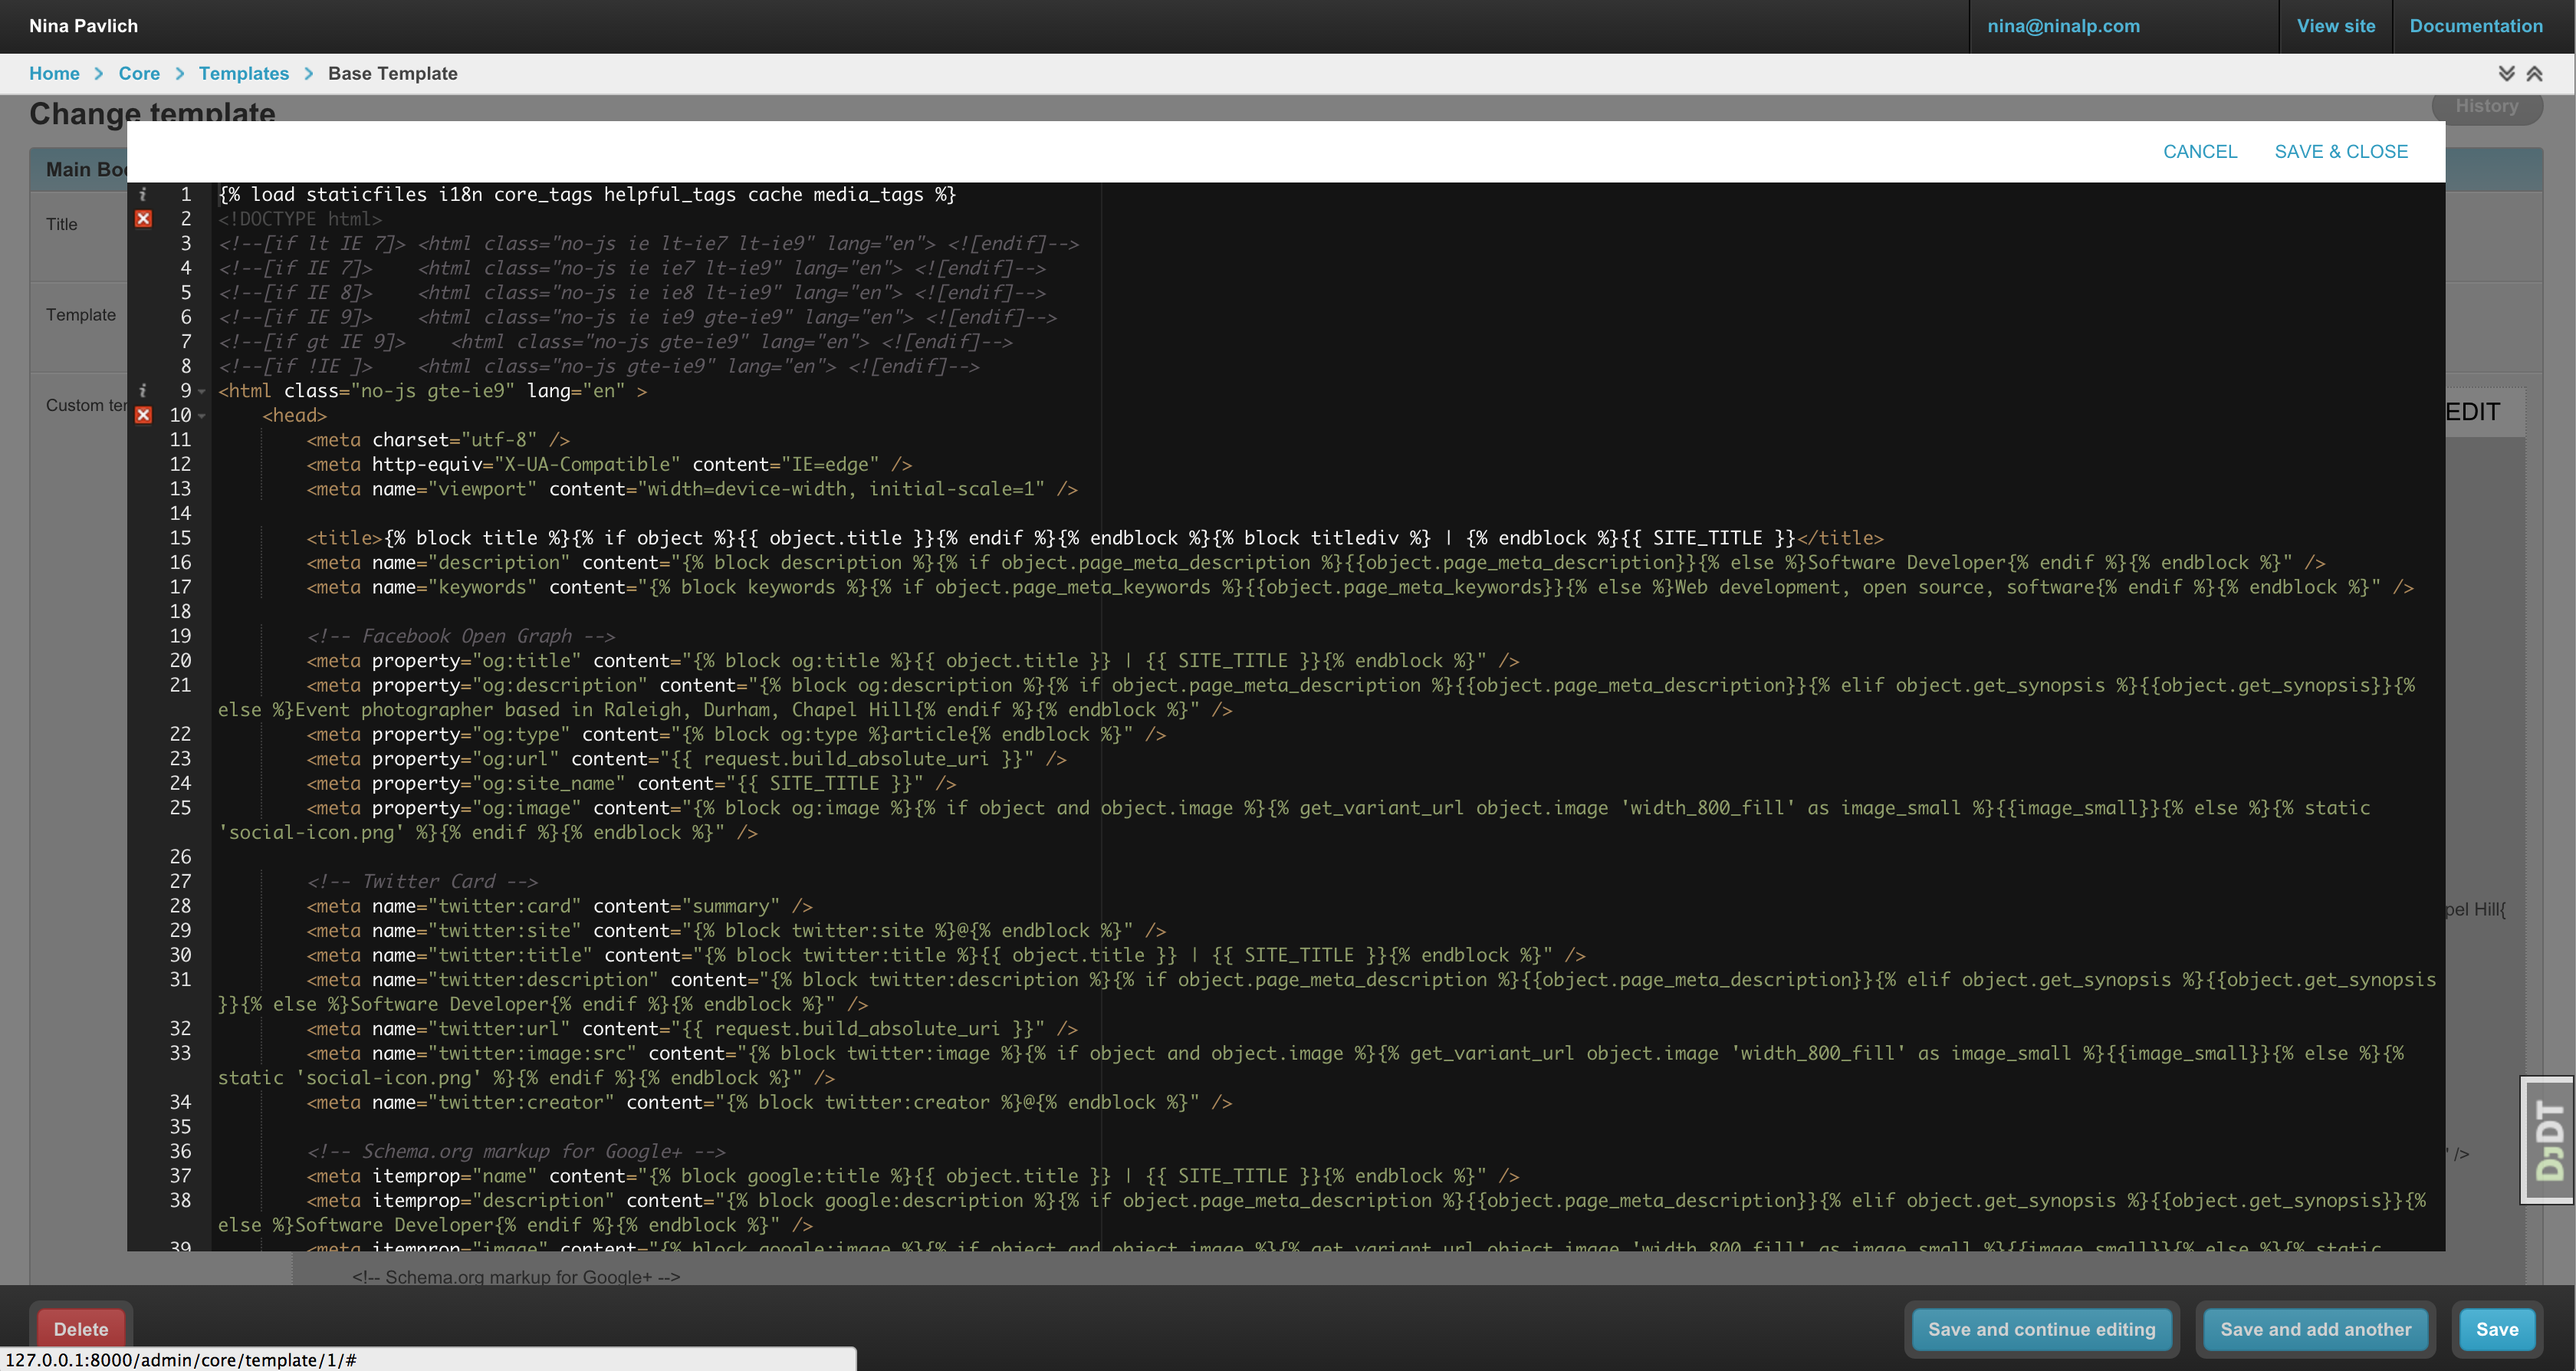 Nina Pavlich
nina@ninalp.com
View site
Documentation
Home
Core
Templates
Base Template
Change template
History
CANCEL
SAVE & CLOSE
Main Bo
Title
Template
Custom ter
EDIT
1 {% load staticfiles i18n core_tags helpful_tags cache media_tags %}
2 <!DOCTYPE html>
3 <!--[if lt IE 7]> <html class="no-js ie lt-ie7 lt-ie9" lang="en"> <![endif]-->
4 <!--[if IE 7]>    <html class="no-js ie ie7 lt-ie9" lang="en"> <![endif]-->
5 <!--[if IE 8]>    <html class="no-js ie ie8 lt-ie9" lang="en"> <![endif]-->
6 <!--[if IE 9]>    <html class="no-js ie ie9 gte-ie9" lang="en"> <![endif]-->
7 <!--[if gt IE 9]>    <html class="no-js gte-ie9" lang="en"> <![endif]-->
8 <!--[if !IE ]>    <html class="no-js gte-ie9" lang="en"> <![endif]-->
9 <html class="no-js gte-ie9" lang="en" >
10 <head>
11 <meta charset="utf-8" />
12 <meta http-equiv="X-UA-Compatible" content="IE=edge" />
13 <meta name="viewport" content="width=device-width, initial-scale=1" />
14
15 <title>{% block title %}{% if object %}{{ object.title }}{% endif %}{% endblock %}{% block titlediv %} | {% endblock %}{{ SITE_TITLE }}</title>
16 <meta name="description" content="{% block description %}{% if object.page_meta_description %}{{object.page_meta_description}}{% else %}Software Developer{% endif %}{% endblock %}" />
17 <meta name="keywords" content="{% block keywords %}{% if object.page_meta_keywords %}{{object.page_meta_keywords}}{% else %}Web development, open source, software{% endif %}{% endblock %}" />
18
19 <!-- Facebook Open Graph -->
20 <meta property="og:title" content="{% block og:title %}{{ object.title }} | {{ SITE_TITLE }}{% endblock %}" />
21 <meta property="og:description" content="{% block og:description %}{% if object.page_meta_description %}{{object.page_meta_description}}{% elif object.get_synopsis %}{{object.get_synopsis}}{%
else %}Event photographer based in Raleigh, Durham, Chapel Hill{% endif %}{% endblock %}" />
22 <meta property="og:type" content="{% block og:type %}article{% endblock %}" />
23 <meta property="og:url" content="{{ request.build_absolute_uri }}" />
24 <meta property="og:site_name" content="{{ SITE_TITLE }}" />
25 <meta property="og:image" content="{% block og:image %}{% if object and object.image %}{% get_variant_url object.image 'width_800_fill' as image_small %}{{image_small}}{% else %}{% static
'social-icon.png' %}{% endif %}{% endblock %}" />
26
27 <!-- Twitter Card -->
28 <meta name="twitter:card" content="summary" />
29 <meta name="twitter:site" content="{% block twitter:site %}@{% endblock %}" />
30 <meta name="twitter:title" content="{% block twitter:title %}{{ object.title }} | {{ SITE_TITLE }}{% endblock %}" />
31 <meta name="twitter:description" content="{% block twitter:description %}{% if object.page_meta_description %}{{object.page_meta_description}}{% elif object.get_synopsis %}{{object.get_synopsis
}}{% else %}Software Developer{% endif %}{% endblock %}" />
32 <meta name="twitter:url" content="{{ request.build_absolute_uri }}" />
33 <meta name="twitter:image:src" content="{% block twitter:image %}{% if object and object.image %}{% get_variant_url object.image 'width_800_fill' as image_small %}{{image_small}}{% else %}{%
static 'social-icon.png' %}{% endif %}{% endblock %}" />
34 <meta name="twitter:creator" content="{% block twitter:creator %}@{% endblock %}" />
35
36 <!-- Schema.org markup for Google+ -->
37 <meta itemprop="name" content="{% block google:title %}{{ object.title }} | {{ SITE_TITLE }}{% endblock %}" />
38 <meta itemprop="description" content="{% block google:description %}{% if object.page_meta_description %}{{object.page_meta_description}}{% elif object.get_synopsis %}{{object.get_synopsis}}{%
else %}Software Developer{% endif %}{% endblock %}" />
39 <meta itemprop="image" content="{% block google:image %}{% if object and object.image %}{% get_variant_url object.image 'width_800_fill' as image_small %}{{image_small}}{% else %}{% static
pel Hill{
' />
DJDT
<!-- Schema.org markup for Google+ -->
Delete
Save and continue editing
Save and add another
Save
127.0.0.1:8000/admin/core/template/1/#